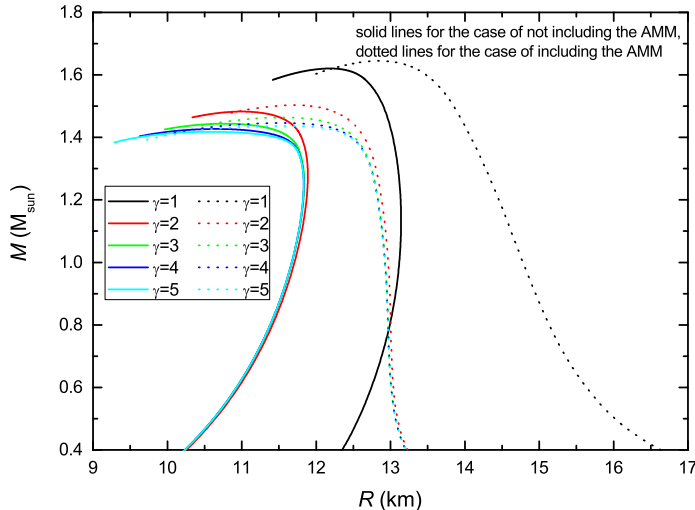 solid lines for the case of not including the AMM,
dotted lines for the case of including the AMM
1.8
1.6
1.4
1.2
1.0
0.8
0.6
0.4
M (M_sun)
γ=1 γ=1
γ=2 γ=2
γ=3 γ=3
γ=4 γ=4
γ=5 γ=5
9 10 11 12 13 14 15 16 17
R (km)